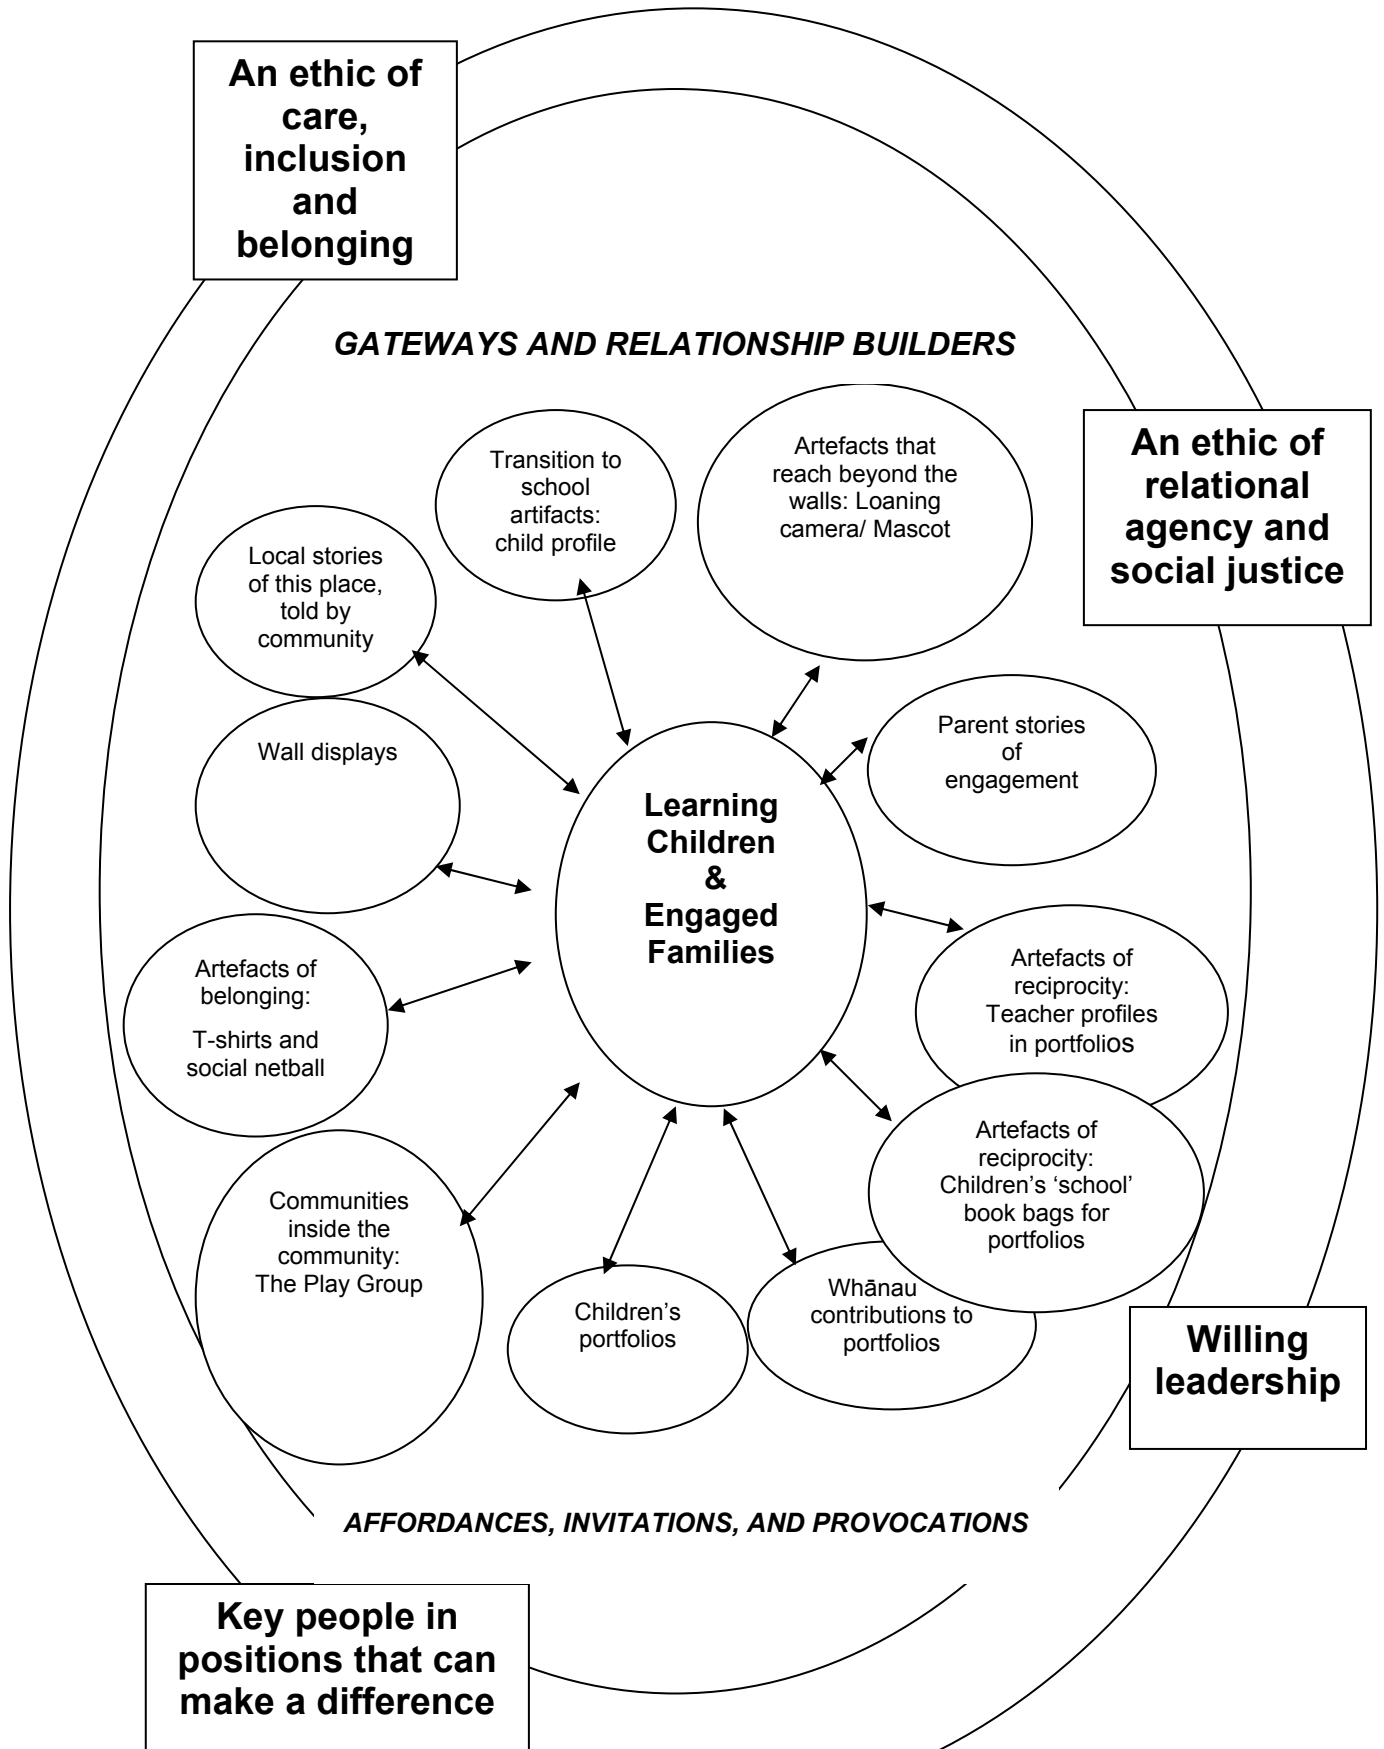 An ethic of
care,
inclusion
and
belonging
GATEWAYS AND RELATIONSHIP BUILDERS
Transition to
school
artifacts:
child profile
Artefacts that
reach beyond the
walls: Loaning
camera/ Mascot
An ethic of
relational
agency and
social justice
Local stories
of this place,
told by
community
Wall displays
Parent stories
of
engagement
Learning
Children
&
Engaged
Families
Artefacts of
belonging:
T-shirts and
social netball
Artefacts of
reciprocity:
Teacher profiles
in portfolios
Artefacts of
reciprocity:
Children’s ‘school’
book bags for
portfolios
Communities
inside the
community:
The Play Group
Children’s
portfolios
Whānau
contributions to
portfolios
Willing
leadership
AFFORDANCES, INVITATIONS, AND PROVOCATIONS
Key people in
positions that can
make a difference